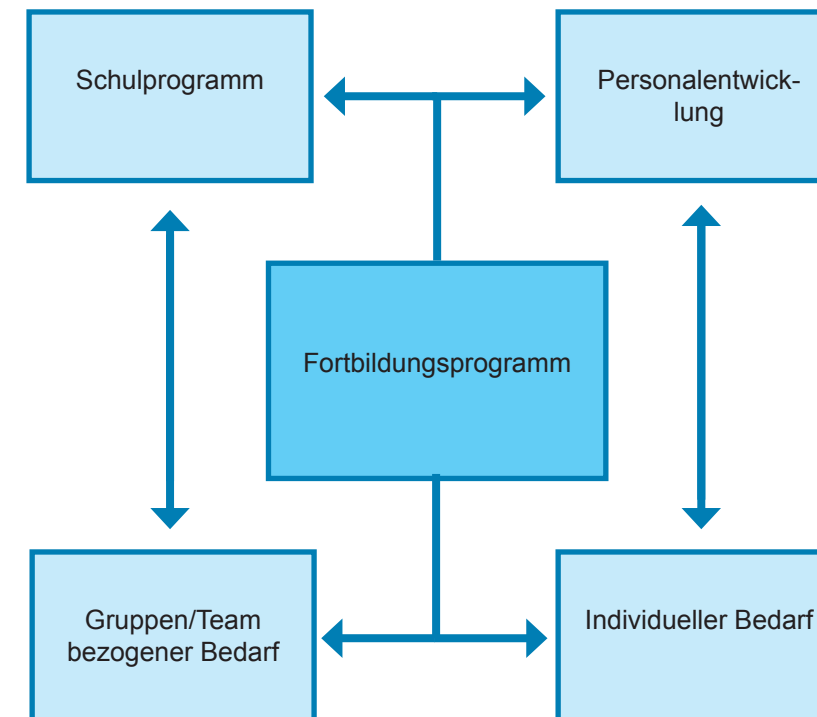 Schulprogramm
Personalentwick-
lung
Fortbildungsprogramm
Gruppen/Team
bezogener Bedarf
Individueller Bedarf